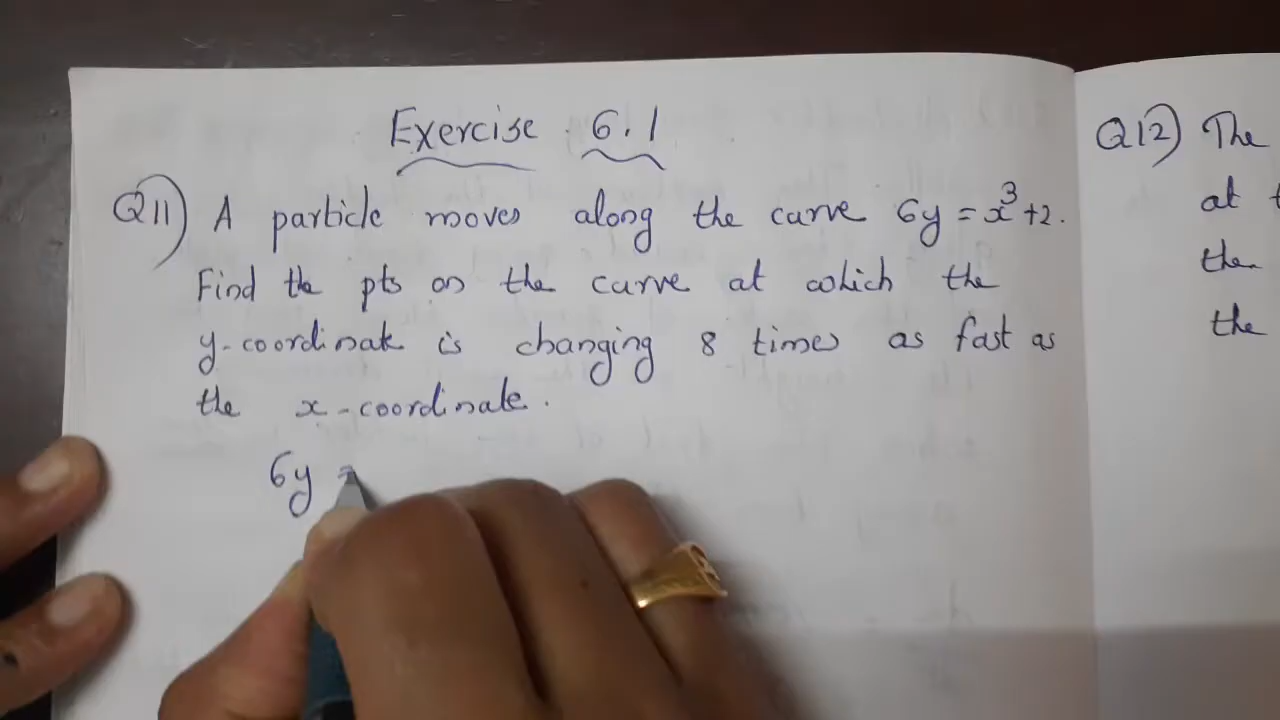 Exercise 6.1
Q11) A particle moves along the curve 6y = x³+2.
Find the pts on the curve at which the
y-coordinate is changing 8 times as fast as
the x-coordinate.
6y =
Q12) The
at
the
the